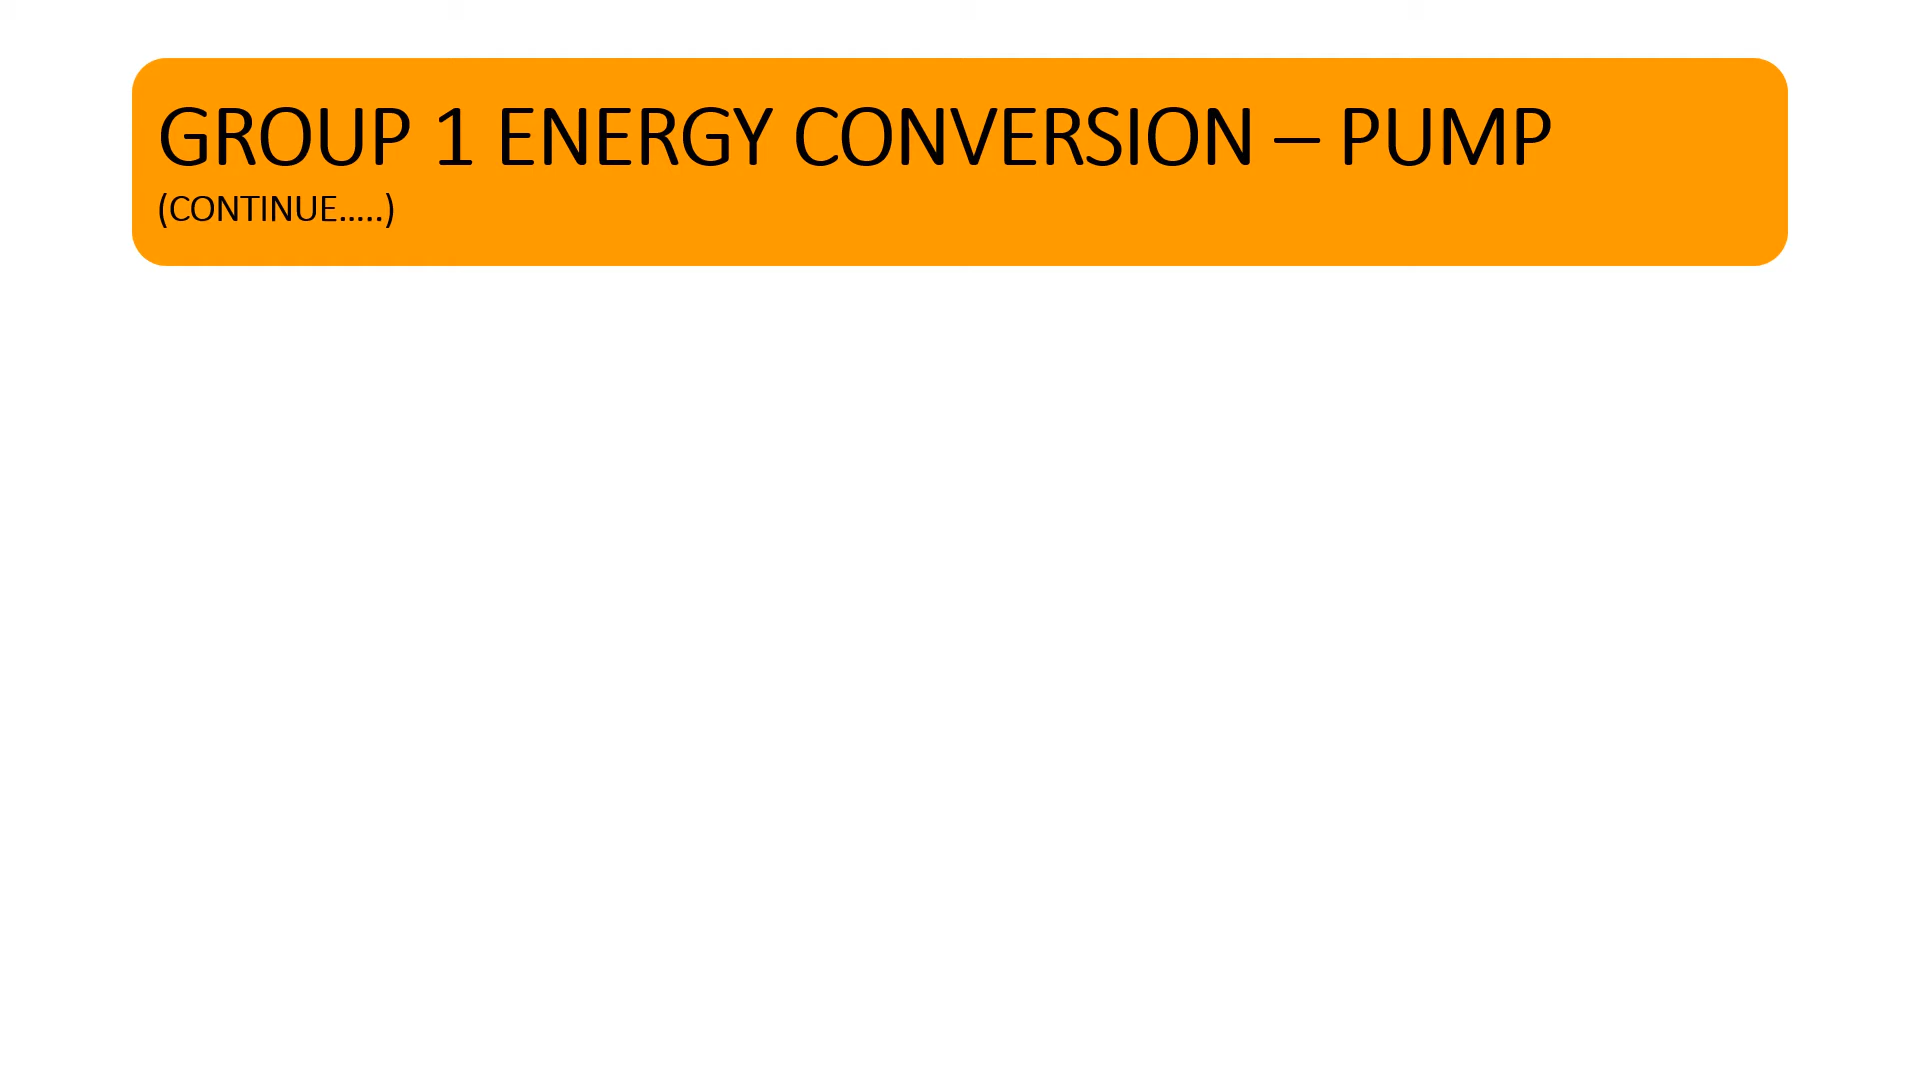 GROUP 1 ENERGY CONVERSION – PUMP
(CONTINUE.....)